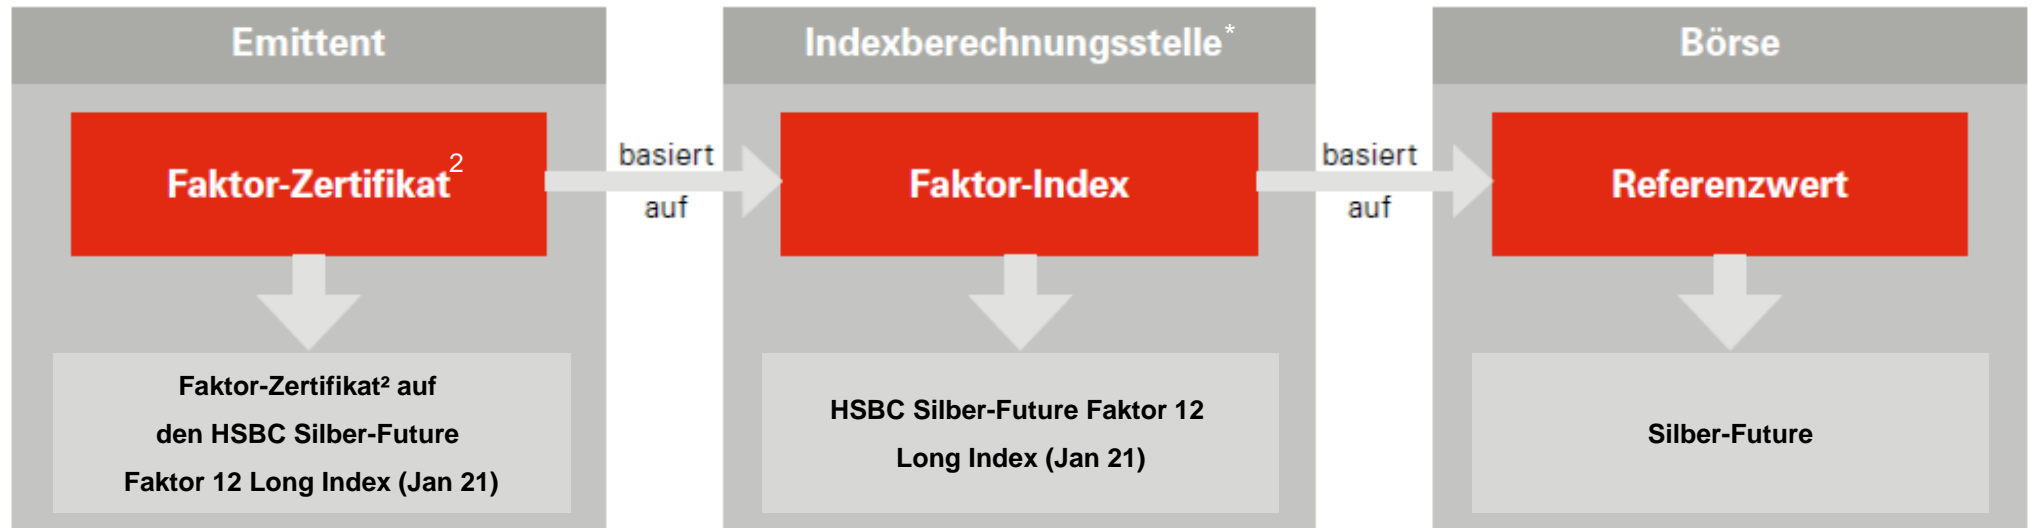 Emittent
Indexberechnungsstelle*
Börse
Faktor-Zertifikat²
basiert
auf
Faktor-Index
basiert
auf
Referenzwert
Faktor-Zertifikat² auf
den HSBC Silber-Future
Faktor 12 Long Index (Jan 21)
HSBC Silber-Future Faktor 12
Long Index (Jan 21)
Silber-Future